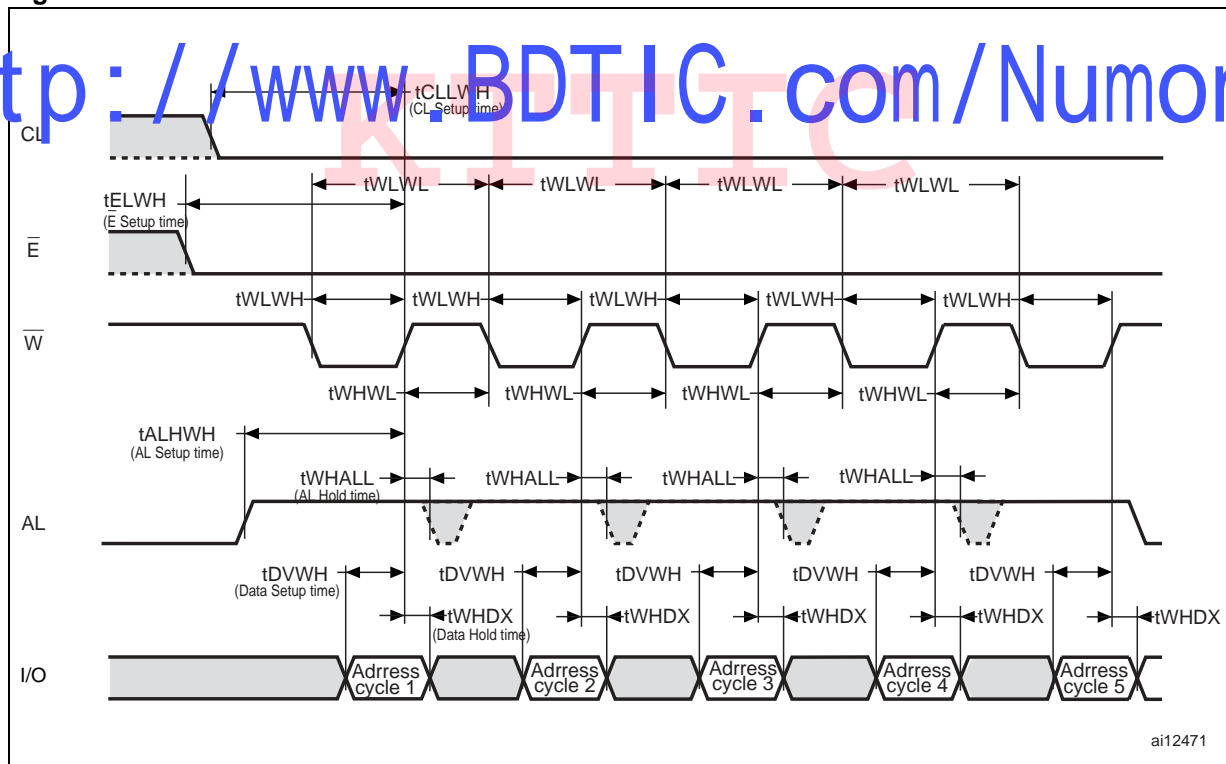 tp://www.BDTIC.com/Numon
KTTIC
tCLLWH
(CL Setup time)
CL
tWLWL tWLWL tWLWL tWLWL
tELWH
(E Setup time)
E
tWLWH tWLWH tWLWH tWLWH tWLWH
W
tWHWL tWHWL tWHWL tWHWL
tALHWH
(AL Setup time)
tWHALL tWHALL tWHALL tWHALL
(AL Hold time)
AL
tDVWH tDVWH tDVWH tDVWH tDVWH
(Data Setup time)
tWHDX tWHDX tWHDX tWHDX tWHDX
(Data Hold time)
I/O
Adrress cycle 1 Adrress cycle 2 Adrress cycle 3 Adrress cycle 4 Adrress cycle 5
ai12471